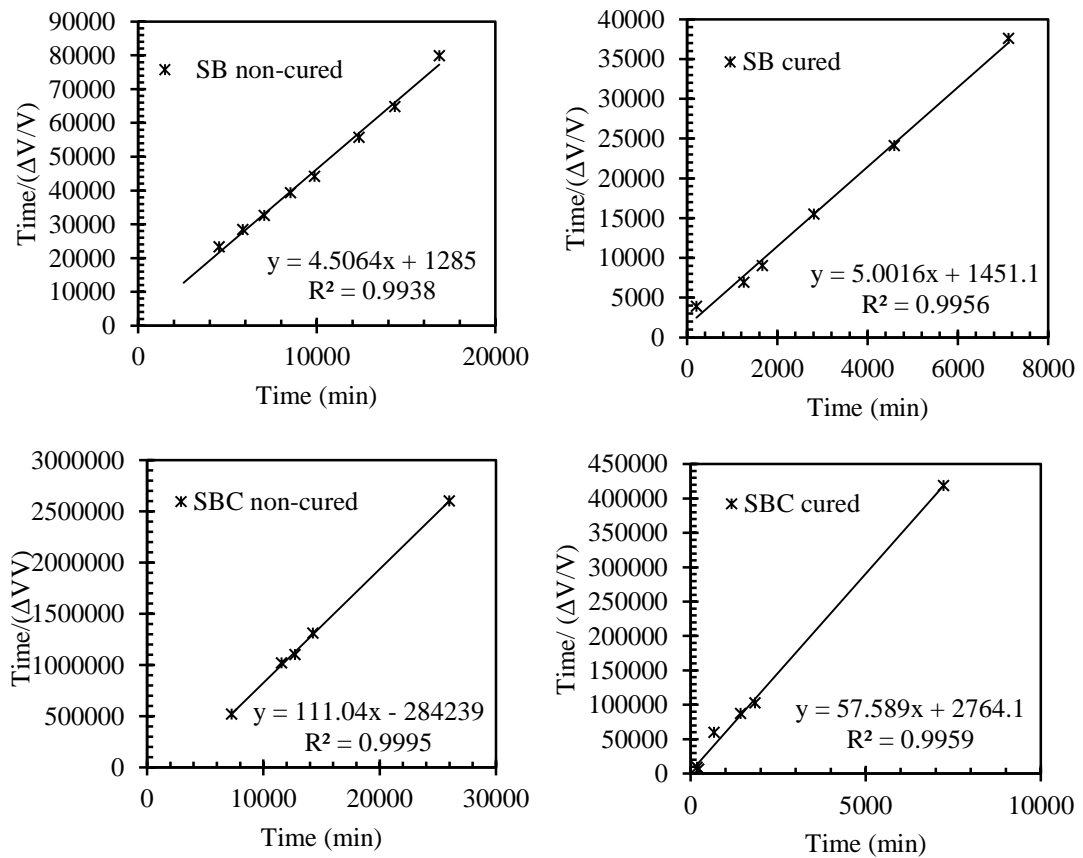 90000
80000
70000
60000
50000
40000
30000
20000
10000
0
Time/(ΔV/V)
SB non-cured
y = 4.5064x + 1285
R² = 0.9938
0
10000
20000
Time (min)
40000
35000
30000
25000
20000
15000
10000
5000
0
Time/(ΔV/V)
SB cured
y = 5.0016x + 1451.1
R² = 0.9956
0
2000
4000
6000
8000
Time (min)
3000000
2500000
2000000
1500000
1000000
500000
0
Time/(ΔVV)
SBC non-cured
y = 111.04x - 284239
R² = 0.9995
0
10000
20000
30000
Time (min)
450000
400000
350000
300000
250000
200000
150000
100000
50000
0
Time/ (ΔV/V)
SBC cured
y = 57.589x + 2764.1
R² = 0.9959
0
5000
10000
Time (min)